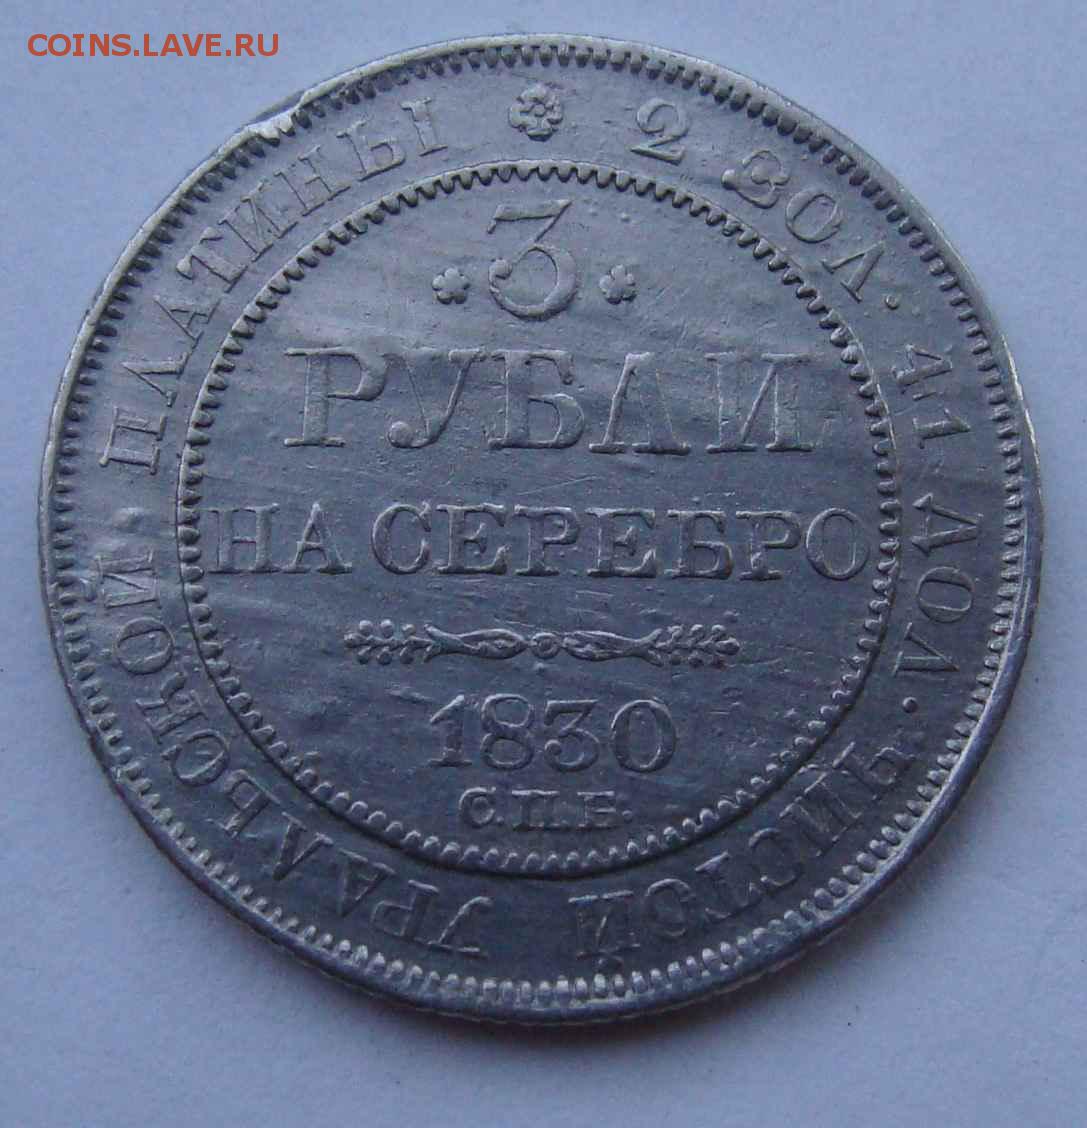 COINS.LAVE.RU
* 2 ЗОЛ. 41 ДОЛ. ЧИСТОЙ УРАЛЬСКОЙ ПЛАТИНЫ
* 3 *
РУБЛИ
НА СЕРЕБРО
1830
С.П.Б.